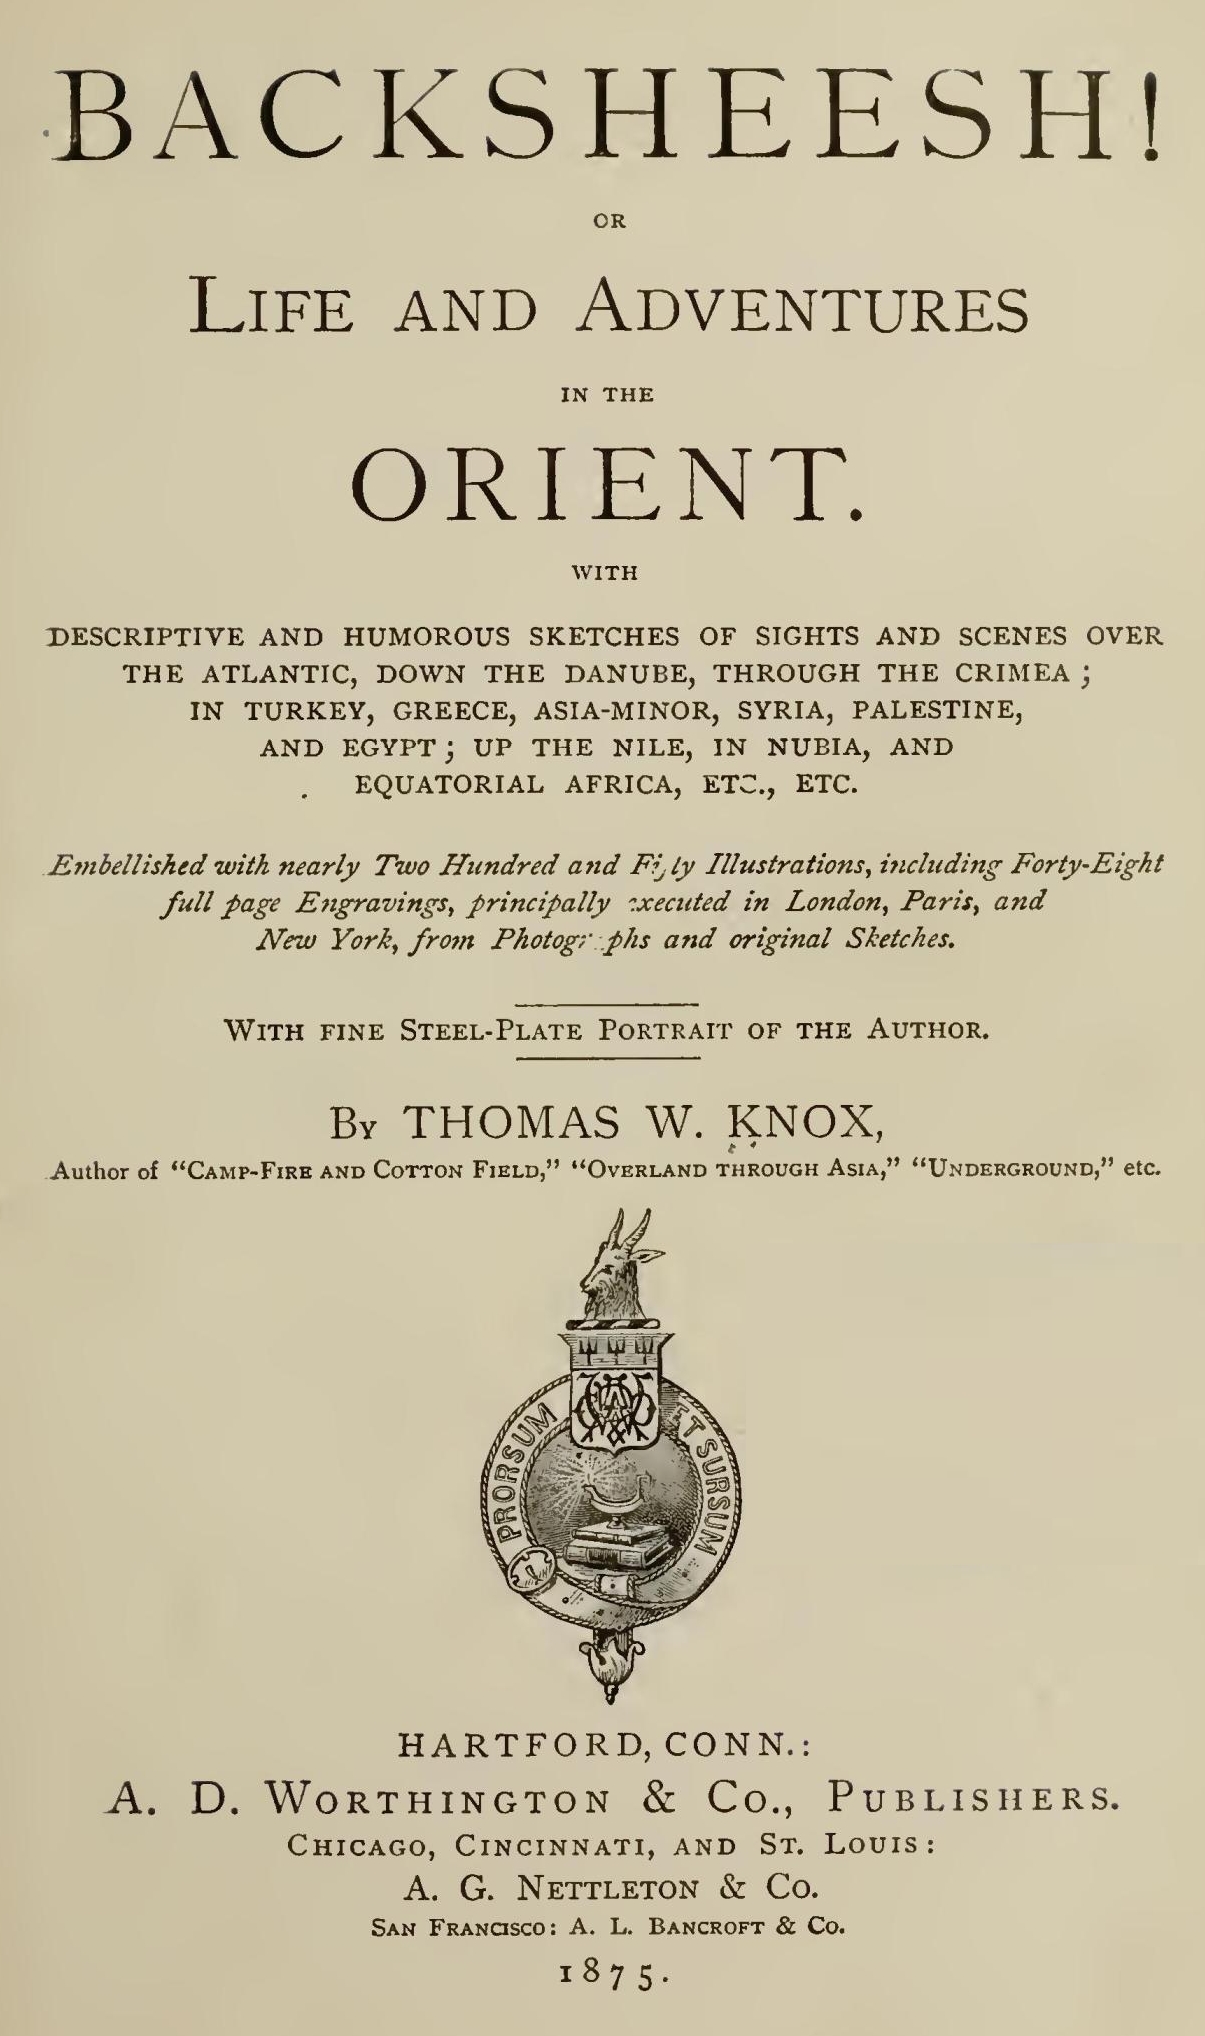 BACKSHEESH!
OR
LIFE AND ADVENTURES
IN THE
ORIENT.
WITH
DESCRIPTIVE AND HUMOROUS SKETCHES OF SIGHTS AND SCENES OVER
THE ATLANTIC, DOWN THE DANUBE, THROUGH THE CRIMEA;
IN TURKEY, GREECE, ASIA-MINOR, SYRIA, PALESTINE,
AND EGYPT; UP THE NILE, IN NUBIA, AND
EQUATORIAL AFRICA, ETC., ETC.
Embellished with nearly Two Hundred and Fifty Illustrations, including Forty-Eight
full page Engravings, principally executed in London, Paris, and
New York, from Photographs and original Sketches.
WITH FINE STEEL-PLATE PORTRAIT OF THE AUTHOR.
By THOMAS W. KNOX,
Author of "CAMP-FIRE AND COTTON FIELD," "OVERLAND THROUGH ASIA," "UNDERGROUND," etc.
PRORSUM ET SURSUM
HARTFORD, CONN.:
A. D. WORTHINGTON & CO., PUBLISHERS.
CHICAGO, CINCINNATI, AND ST. LOUIS:
A. G. NETTLETON & CO.
SAN FRANCISCO: A. L. BANCROFT & CO.
1875.